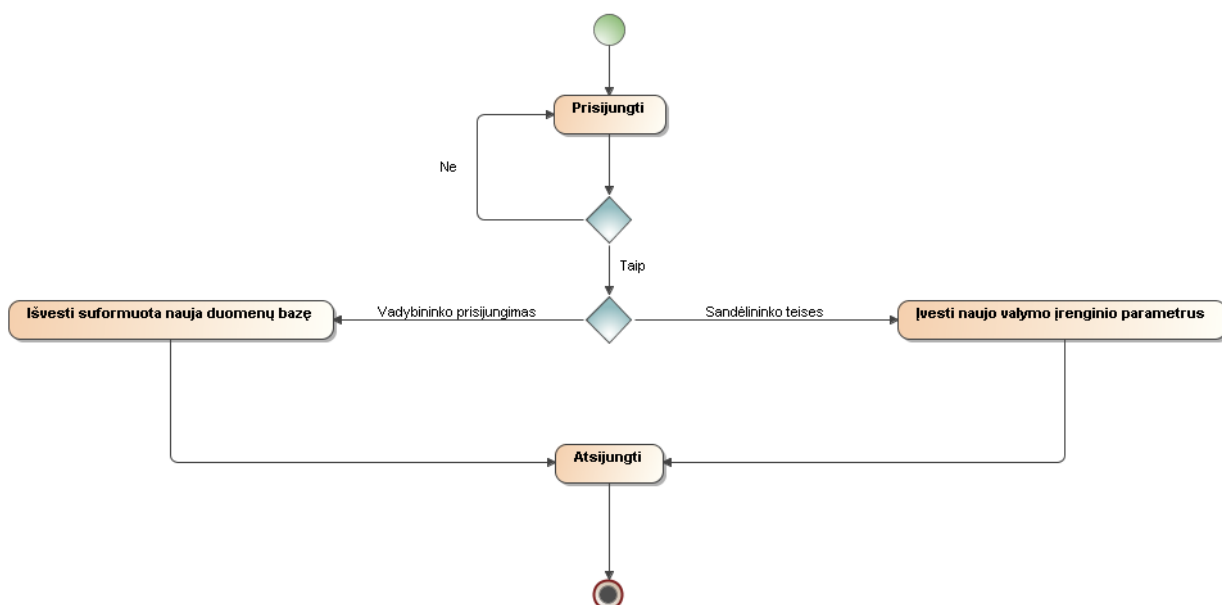 Prisijungti
Ne
Taip
Išvesti suformuota nauja duomenų bazę
Vadybininko prisijungimas
Sandėlininko teises
Įvesti naujo valymo įrenginio parametrus
Atsijungti